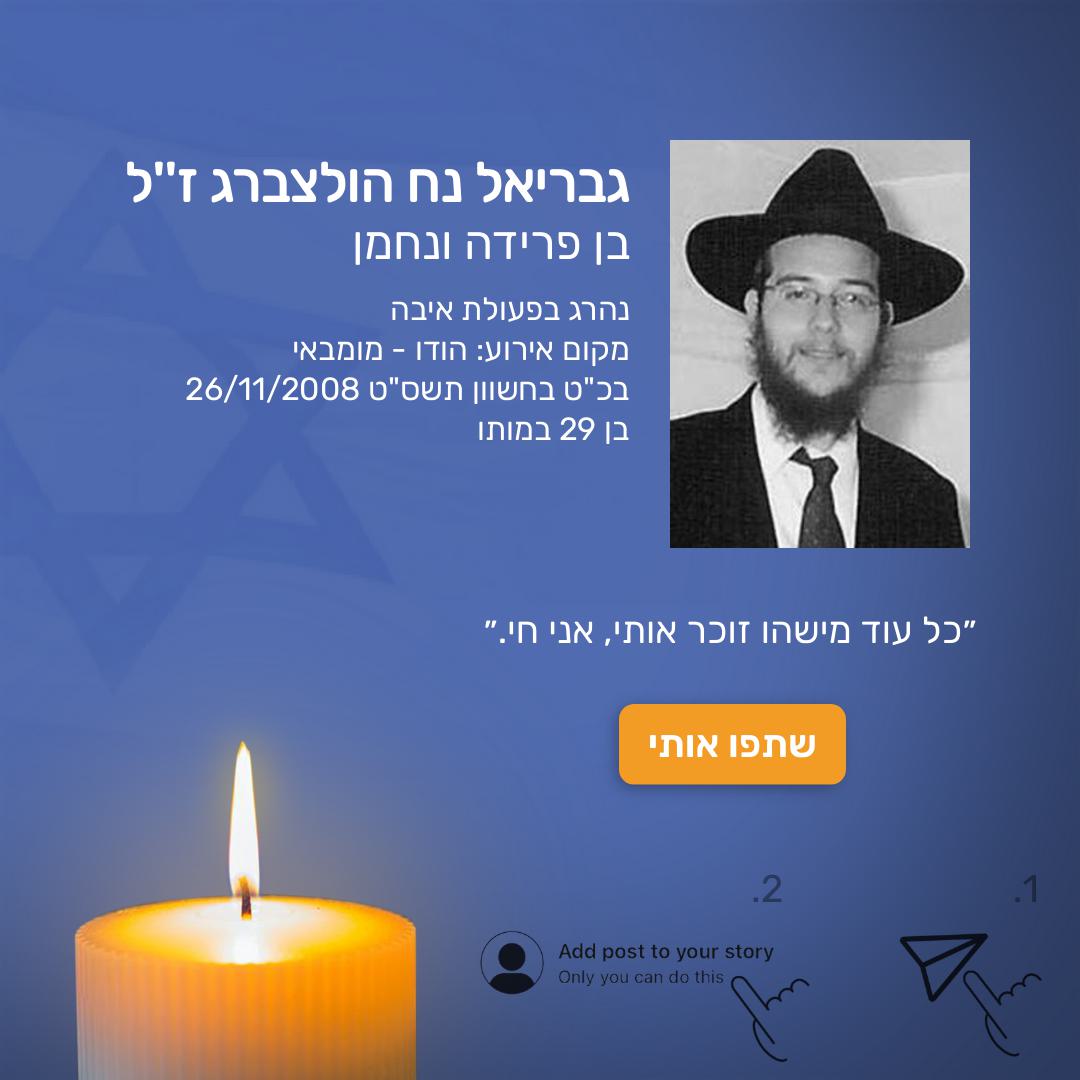 גבריאל נח הולצברג ז"ל
בן פרידה ונחמן
נהרג בפעולת איבה
מקום אירוע: הודו - מומבאי
בכ"ט בחשוון תשס"ט 26/11/2008
בן 29 במותו
״כל עוד מישהו זוכר אותי, אני חי.״
שתפו אותי
.1
.2
Add post to your story
Only you can do this